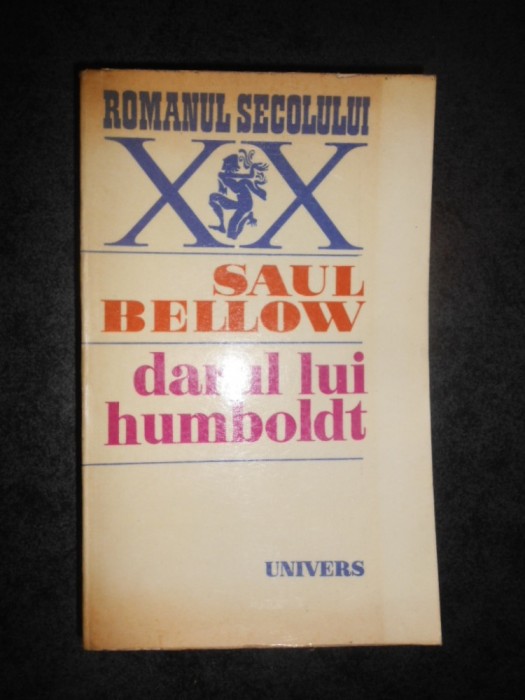 ROMANUL SECOLULUI
XX
SAUL
BELLOW
darul lui
humboldt
UNIVERS